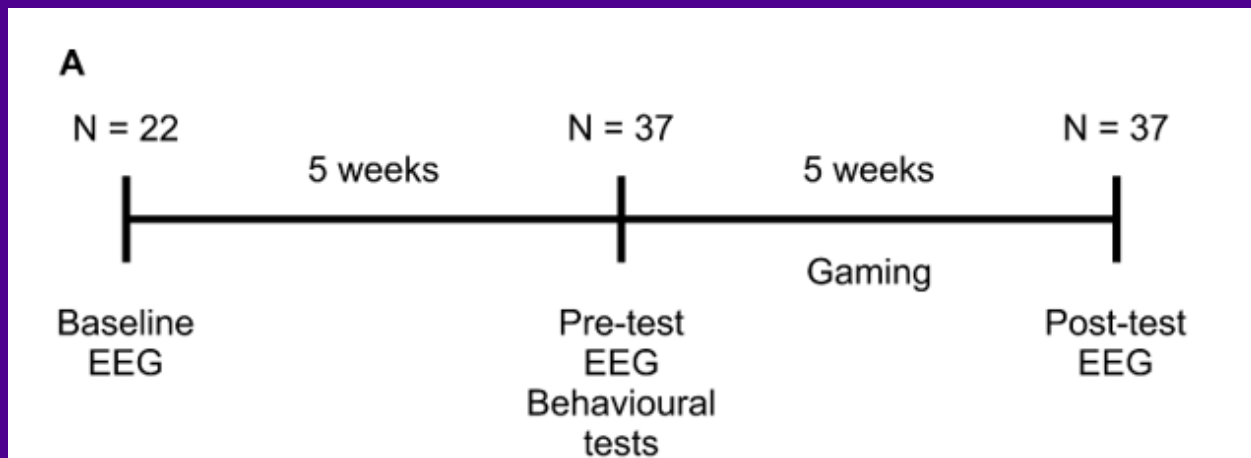 A
N = 22
N = 37
N = 37
5 weeks
5 weeks
Gaming
Baseline
EEG
Pre-test
EEG
Behavioural
tests
Post-test
EEG